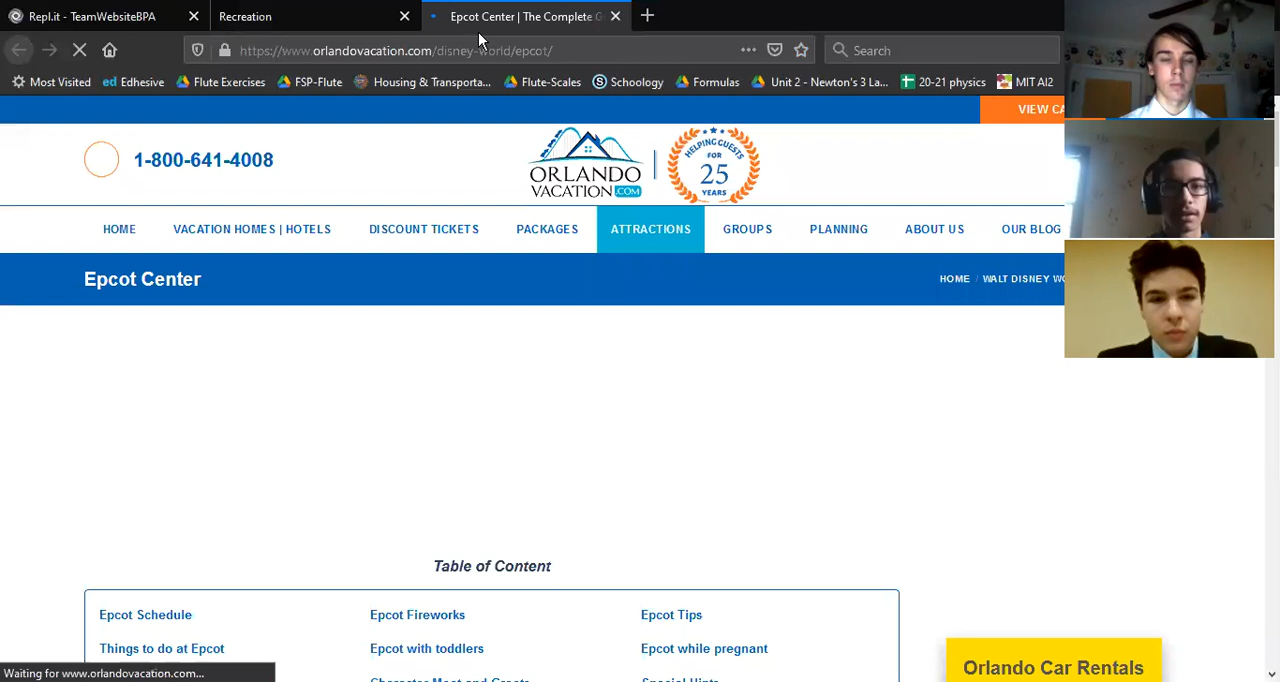 Repl.it - TeamWebsiteBPA
Recreation
Epcot Center | The Complete G
https://www.orlandovacation.com/disney-world/epcot/
Search
Most Visited
ed Edhesive
Flute Exercises
FSP-Flute
Housing & Transporta...
Flute-Scales
S Schoology
Formulas
Unit 2 - Newton's 3 La...
20-21 physics
MIT AI2
VIEW CA
1-800-641-4008
ORLANDO
VACATION.COM
HELPING GUESTS
FOR
25
YEARS
HOME
VACATION HOMES | HOTELS
DISCOUNT TICKETS
PACKAGES
ATTRACTIONS
GROUPS
PLANNING
ABOUT US
OUR BLOG
Epcot Center
HOME / WALT DISNEY WO
Table of Content
Epcot Schedule
Epcot Fireworks
Epcot Tips
Things to do at Epcot
Epcot with toddlers
Epcot while pregnant
Character Meet and Greets
Special Hints
Orlando Car Rentals
Waiting for www.orlandovacation.com...